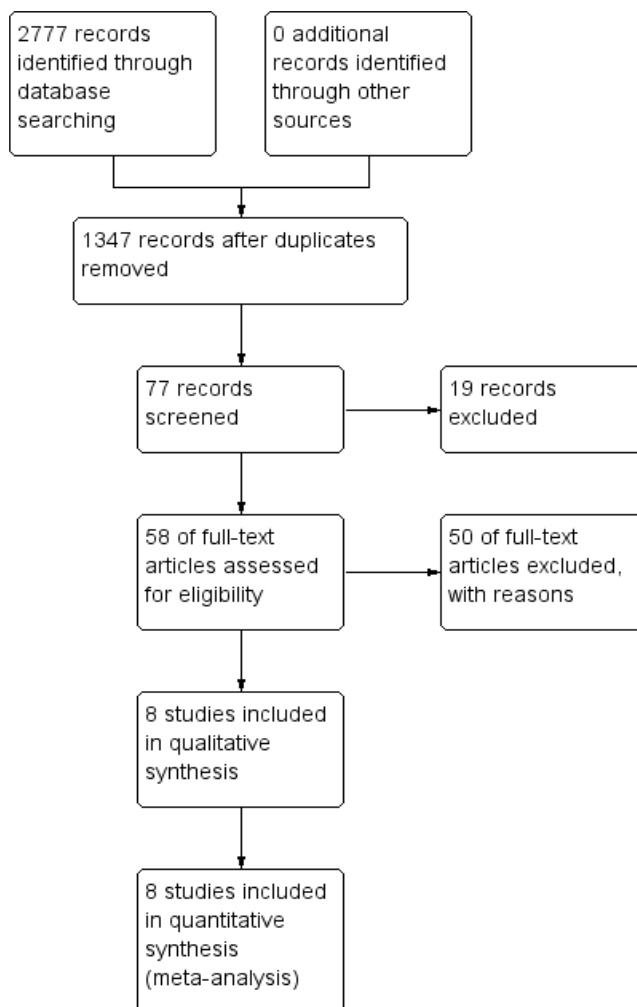 2777 records
identified through
database
searching
0 additional
records identified
through other
sources
1347 records after duplicates
removed
77 records
screened
19 records
excluded
58 of full-text
articles assessed
for eligibility
50 of full-text
articles excluded,
with reasons
8 studies included
in qualitative
synthesis
8 studies included
in quantitative
synthesis
(meta-analysis)